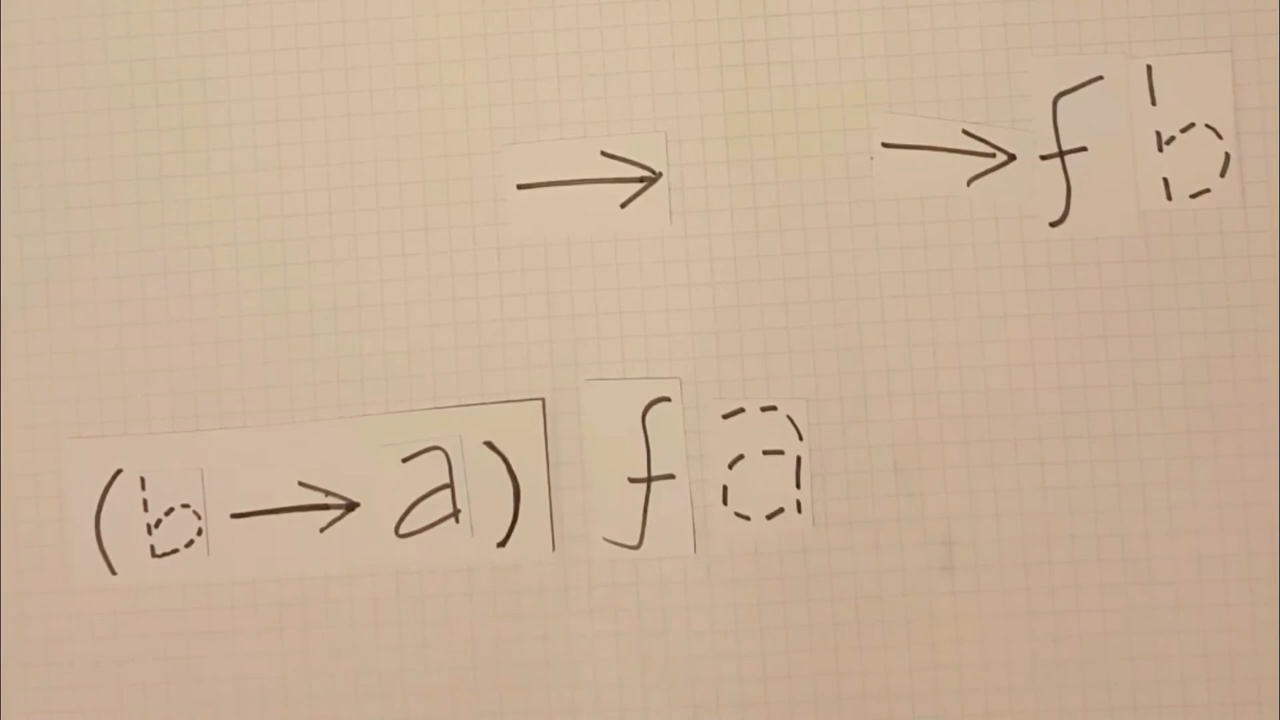 → → f b
(b → a) f a